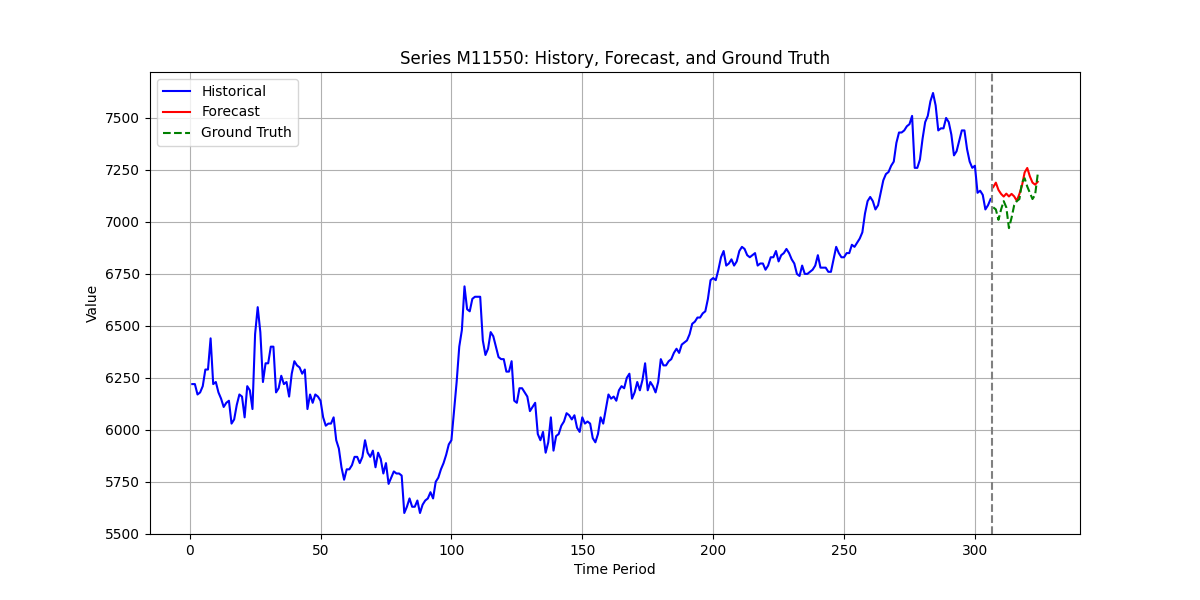 Series M11550: History, Forecast, and Ground Truth
Historical
Forecast
Ground Truth
Value
7500
7250
7000
6750
6500
6250
6000
5750
5500
0 50 100 150 200 250 300
Time Period